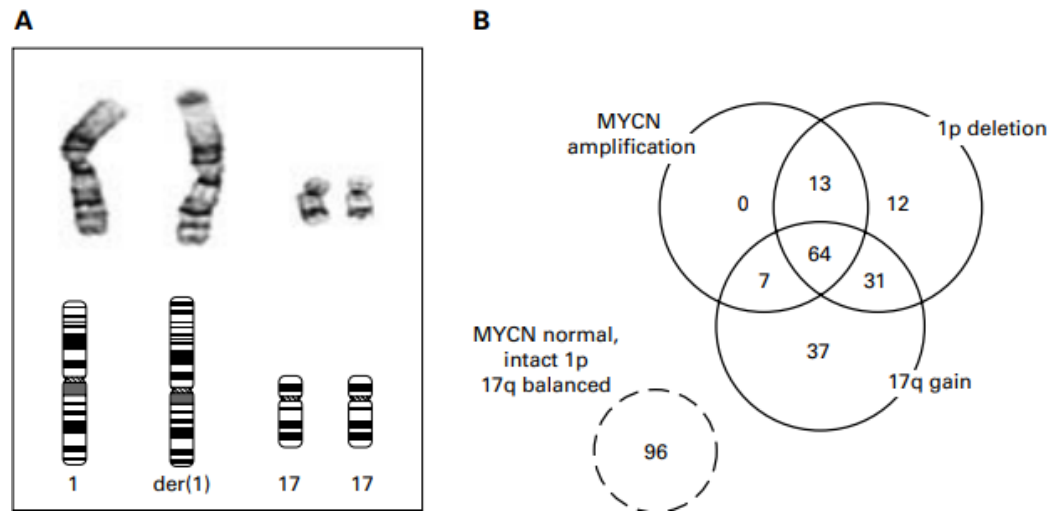 A
1
der(1)
17
17
B
MYCN
amplification
1p deletion
13
0
12
64
7
31
MYCN normal,
intact 1p
17q balanced
37
17q gain
96